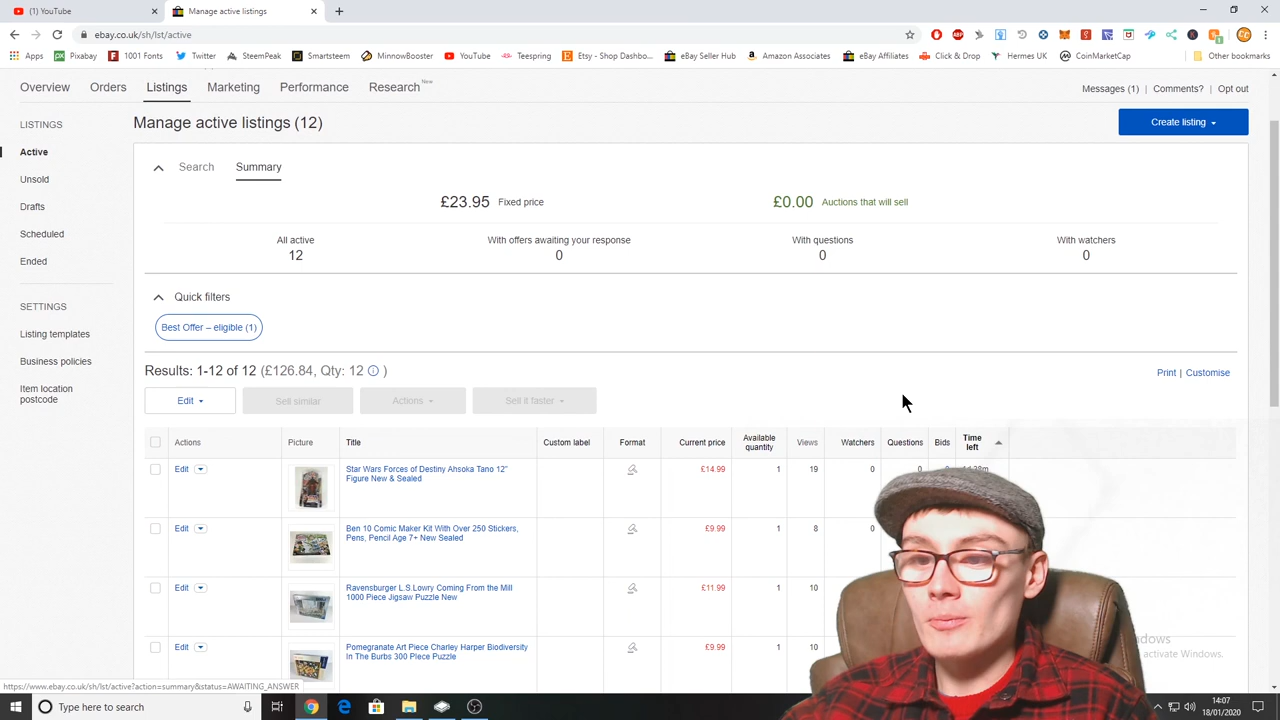 (1) YouTube
Manage active listings
ebay.co.uk/sh/lst/active
Apps Pixabay 1001 Fonts Twitter SteemPeak Smartsteem MinnowBooster YouTube Teespring Etsy - Shop Dashbo... eBay Seller Hub Amazon Associates eBay Affiliates Click & Drop Hermes UK CoinMarketCap Other bookmarks
Overview Orders Listings Marketing Performance Research New
Messages (1) | Comments? | Opt out
LISTINGS
Active
Unsold
Drafts
Scheduled
Ended
SETTINGS
Listing templates
Business policies
Item location
postcode
Manage active listings (12)
Create listing
Search Summary
£23.95 Fixed price
£0.00 Auctions that will sell
All active
12
With offers awaiting your response
0
With questions
0
With watchers
0
Quick filters
Best Offer – eligible (1)
Results: 1-12 of 12 (£126.84, Qty: 12 )
Print | Customise
Edit Sell similar Actions Sell it faster
Actions Picture Title Custom label Format Current price Available quantity Views Watchers Questions Bids Time left
Edit Star Wars Forces of Destiny Ahsoka Tano 12" £14.99 1 19 0 0
Figure New & Sealed
Edit Ben 10 Comic Maker Kit With Over 250 Stickers, £9.99 1 8 0
Pens, Pencil Age 7+ New Sealed
Edit Ravensburger L.S.Lowry Coming From the Mill £11.99 1 10
1000 Piece Jigsaw Puzzle New
Edit Pomegranate Art Piece Charley Harper Biodiversity £9.99 1 10
In The Burbs 300 Piece Puzzle
activate Windows.
https://www.ebay.co.uk/sh/lst/active?action=summary&status=AWAITING_ANSWER
Type here to search
14:07
18/01/2020